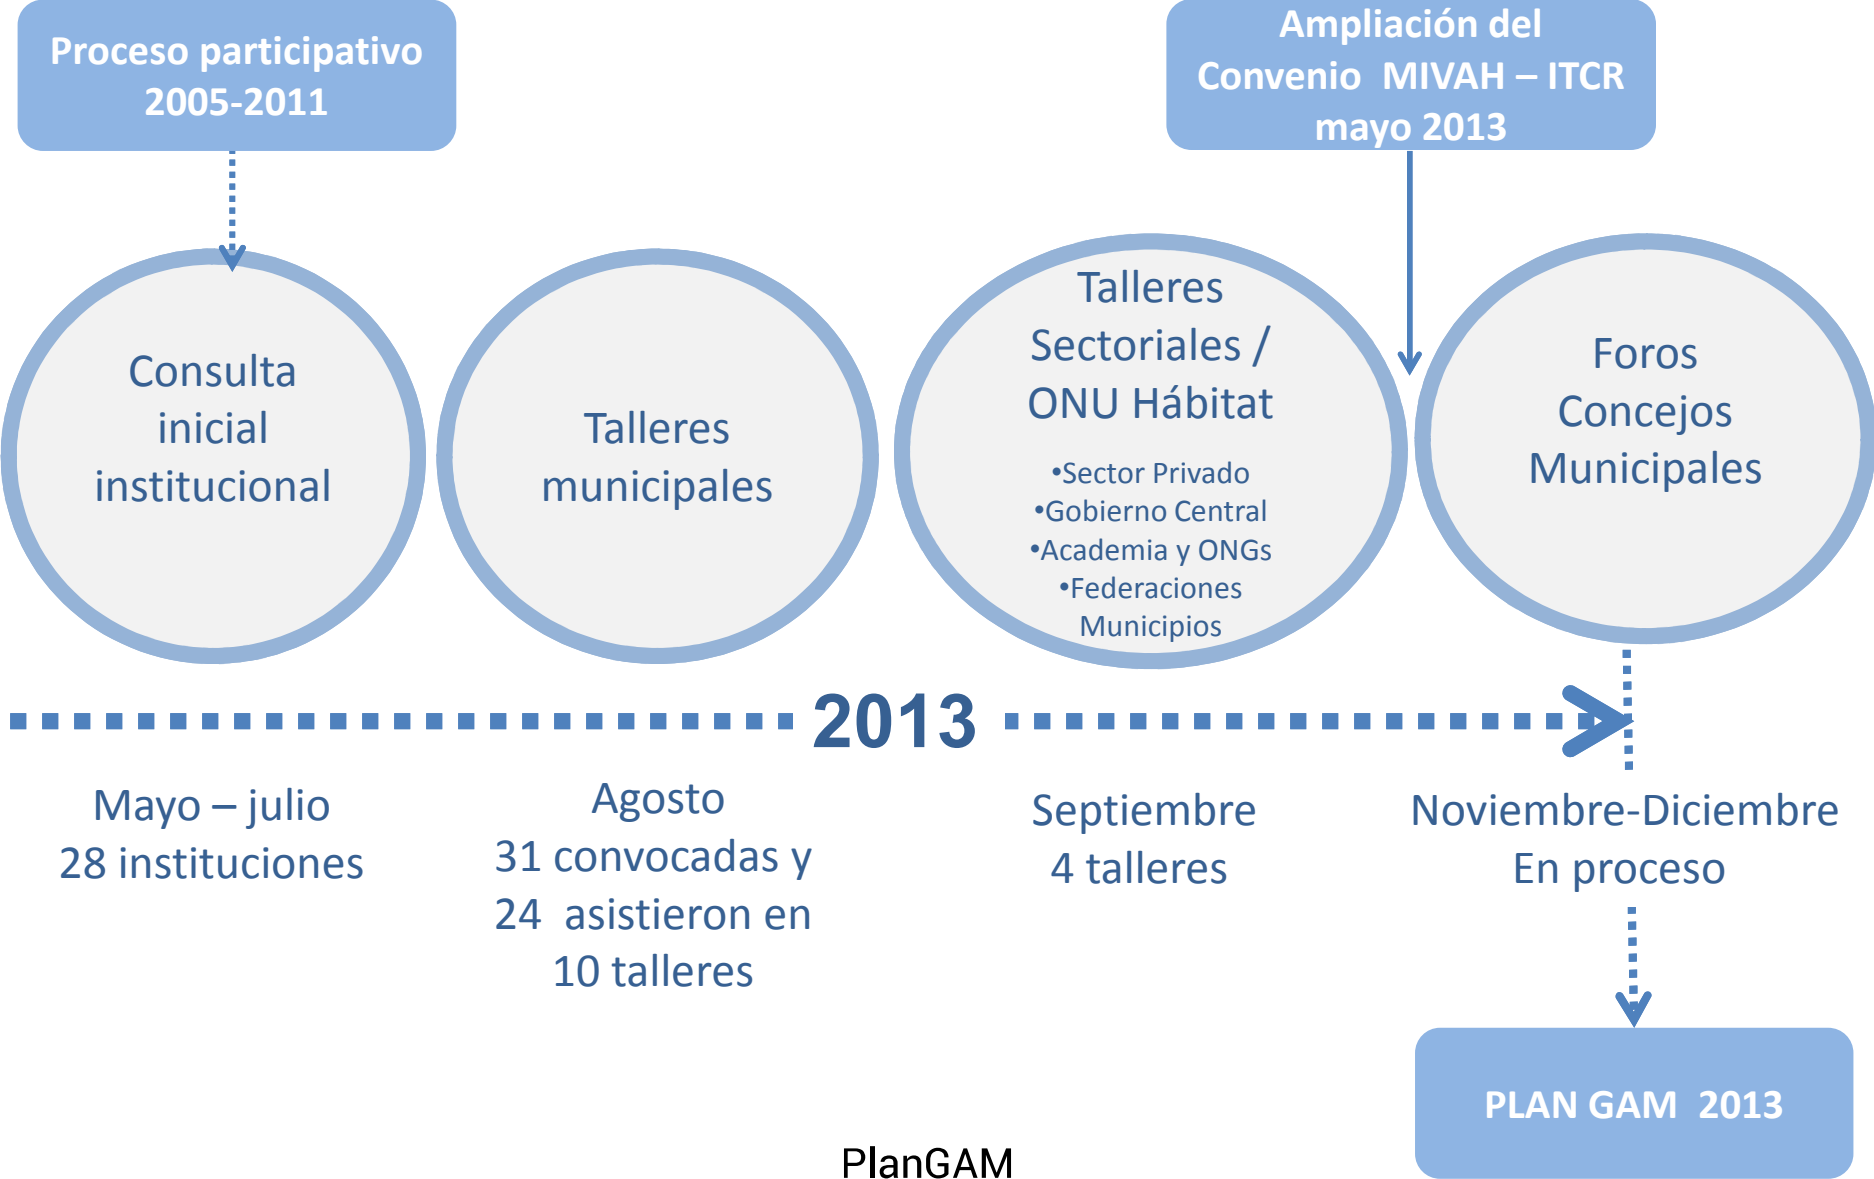 Proceso participativo
2005-2011
Ampliación del
Convenio  MIVAH – ITCR
mayo 2013
Consulta
inicial
institucional
Talleres
municipales
Talleres
Sectoriales /
ONU Hábitat
•Sector Privado
•Gobierno Central
•Academia y ONGs
•Federaciones
Municipios
Foros
Concejos
Municipales
2013
Mayo – julio
28 instituciones
Agosto
31 convocadas y
24  asistieron en
10 talleres
Septiembre
4 talleres
Noviembre-Diciembre
En proceso
PLAN GAM  2013
PlanGAM